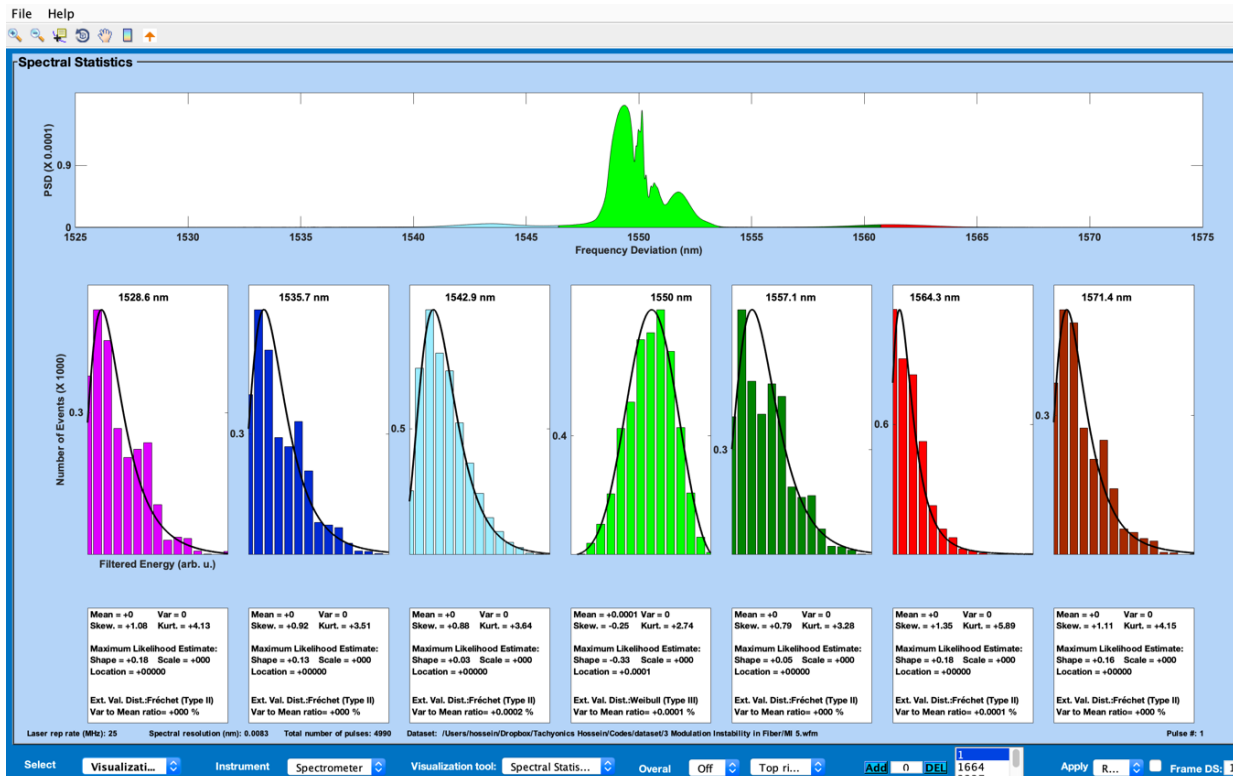 File Help
Spectral Statistics
PSD (X 0.0001)
0.9
0
1525 1530 1535 1540 1545 1550 1555 1560 1565 1570 1575
Frequency Deviation (nm)
1528.6 nm 1535.7 nm 1542.9 nm 1550 nm 1557.1 nm 1564.3 nm 1571.4 nm
Number of Events (X 1000)
0.3 0.3 0.5 0.4 0.3 0.6 0.3
Filtered Energy (arb. u.)
Mean = +0 Var = 0
Skew. = +1.08 Kurt. = +4.13
Maximum Likelihood Estimate:
Shape = +0.18 Scale = +000
Location = +00000
Ext. Val. Dist.:Fréchet (Type II)
Var to Mean ratio= +000 %
Mean = +0 Var = 0
Skew. = +0.92 Kurt. = +3.51
Maximum Likelihood Estimate:
Shape = +0.13 Scale = +000
Location = +00000
Ext. Val. Dist.:Fréchet (Type II)
Var to Mean ratio= +000 %
Mean = +0 Var = 0
Skew. = +0.88 Kurt. = +3.64
Maximum Likelihood Estimate:
Shape = +0.03 Scale = +000
Location = +00000
Ext. Val. Dist.:Fréchet (Type II)
Var to Mean ratio= +0.0002 %
Mean = +0.0001 Var = 0
Skew. = -0.25 Kurt. = +2.74
Maximum Likelihood Estimate:
Shape = -0.33 Scale = +000
Location = +0.0001
Ext. Val. Dist.:Weibull (Type III)
Var to Mean ratio= +0.0001 %
Mean = +0 Var = 0
Skew. = +0.79 Kurt. = +3.28
Maximum Likelihood Estimate:
Shape = +0.05 Scale = +000
Location = +00000
Ext. Val. Dist.:Fréchet (Type II)
Var to Mean ratio= +000 %
Mean = +0 Var = 0
Skew. = +1.35 Kurt. = +5.89
Maximum Likelihood Estimate:
Shape = +0.18 Scale = +000
Location = +00000
Ext. Val. Dist.:Fréchet (Type II)
Var to Mean ratio= +0.0001 %
Mean = +0 Var = 0
Skew. = +1.11 Kurt. = +4.15
Maximum Likelihood Estimate:
Shape = +0.16 Scale = +000
Location = +00000
Ext. Val. Dist.:Fréchet (Type II)
Var to Mean ratio= +000 %
Laser rep rate (MHz): 25 Spectral resolution (nm): 0.0083 Total number of pulses: 4990 Dataset: /Users/hossein/Dropbox/Tachyonics Hossein/Codes/dataset/3 Modulation Instability in Fiber/MI 5.wfm Pulse #: 1
Select Visualizati... Instrument Spectrometer Visualization tool: Spectral Statis... Overal Off Top ri... Add 0 DEL 1 Apply R... Frame DS: 1
1664